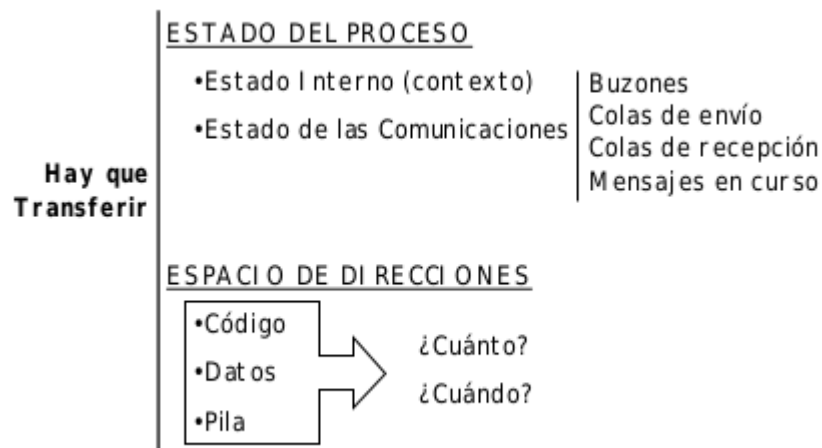 Hay que
Transferir
ESTADO DEL PROCESO
•Estado Interno (contexto)
•Estado de las Comunicaciones
Buzones
Colas de envío
Colas de recepción
Mensajes en curso
ESPACIO DE DIRECCIONES
•Código
•Datos
•Pila
¿Cuánto?
¿Cuándo?